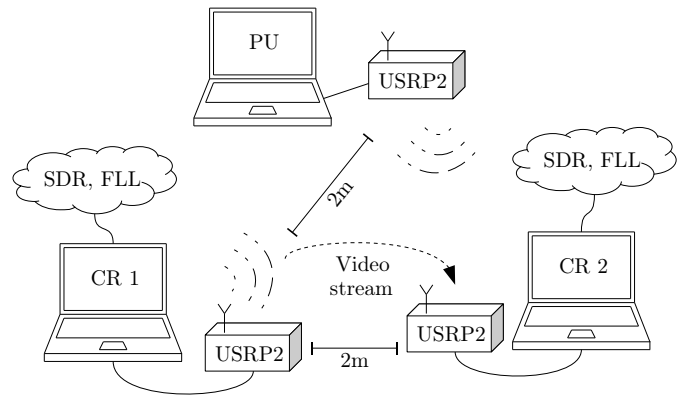 PU
USRP2
SDR, FLL
SDR, FLL
2m
CR 1
Video
stream
CR 2
USRP2
USRP2
2m